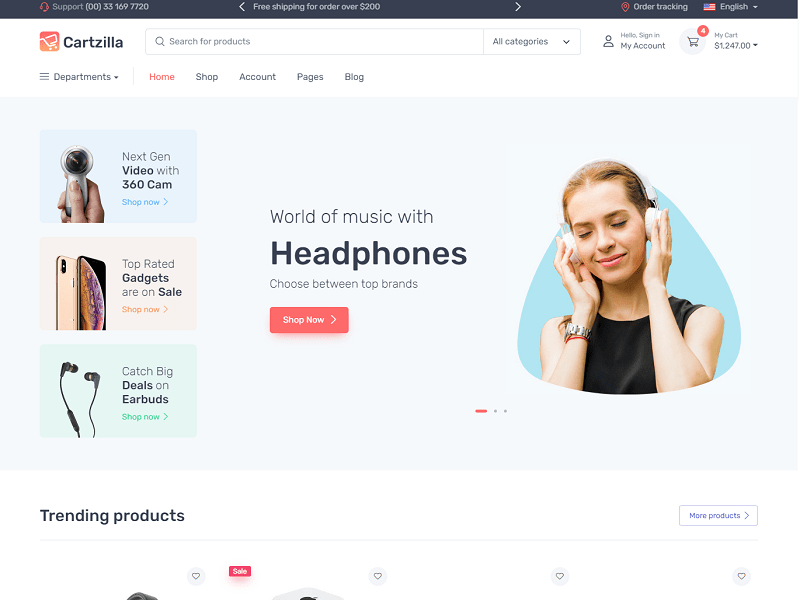 Support (00) 33 169 7720
Free shipping for order over $200
Order tracking
English
Cartzilla
Search for products
All categories
Hello, Sign in
My Account
4
My Cart
$1,247.00
Departments
Home
Shop
Account
Pages
Blog
Next Gen
Video with
360 Cam
Shop now
Top Rated
Gadgets
are on Sale
Shop now
Catch Big
Deals on
Earbuds
Shop now
World of music with
Headphones
Choose between top brands
Shop Now
Trending products
More products
Sale